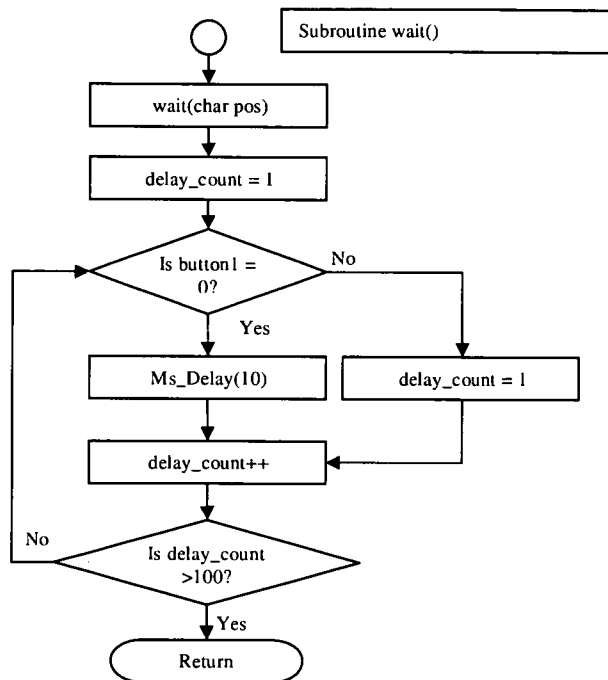 Subroutine wait()
wait(char pos)
delay_count = 1
Is button1 =
0?
No
Yes
Ms_Delay(10)
delay_count = 1
delay_count++
No
Is delay_count
>100?
Yes
Return